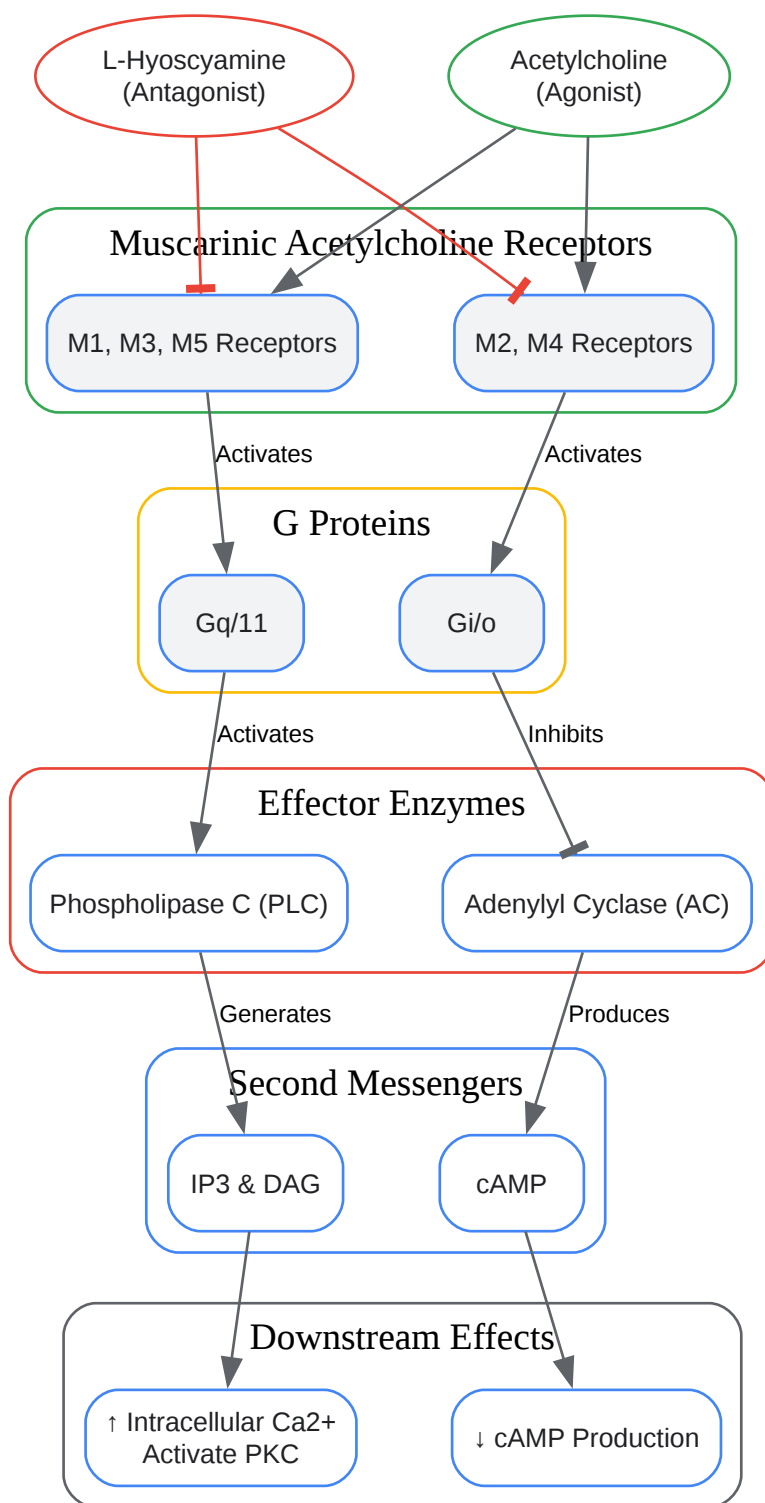 L-Hyoscyamine
(Antagonist)
Acetylcholine
(Agonist)
Muscarinic Acetylcholine Receptors
M1, M3, M5 Receptors
M2, M4 Receptors
Activates
Activates
G Proteins
Gq/11
Gi/o
Activates
Inhibits
Effector Enzymes
Phospholipase C (PLC)
Adenylyl Cyclase (AC)
Generates
Produces
Second Messengers
IP3 & DAG
cAMP
Downstream Effects
↑ Intracellular Ca2+
Activate PKC
↓ cAMP Production